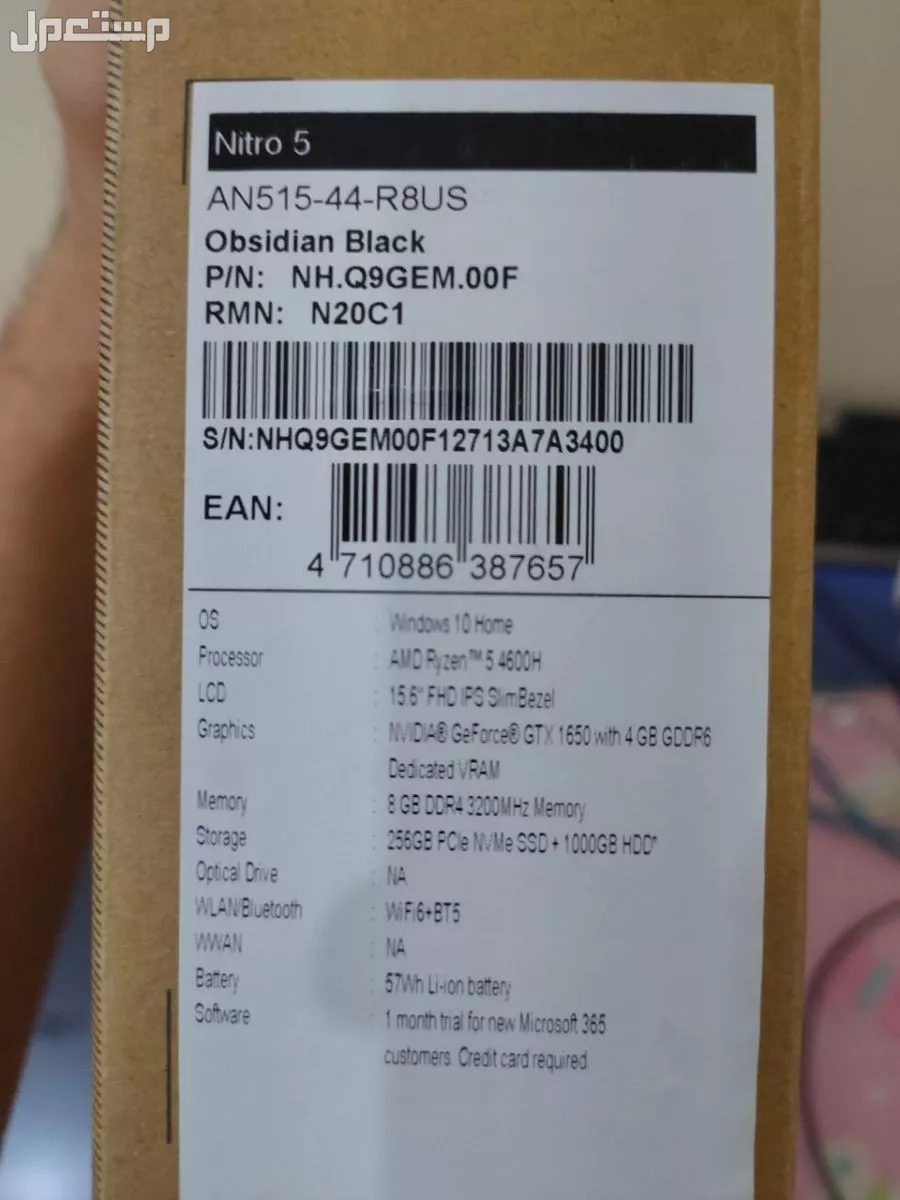 مستعمل
Nitro 5
AN515-44-R8US
Obsidian Black
P/N: NH.Q9GEM.00F
RMN: N20C1
S/N:NHQ9GEM00F12713A7A3400
EAN:
4 710886 387657
OS : Windows 10 Home
Processor : AMD Ryzen™ 5 4600H
LCD : 15.6" FHD IPS SlimBezel
Graphics : NVIDIA® GeForce® GTX 1650 with 4 GB GDDR6
Dedicated VRAM
Memory : 8 GB DDR4 3200MHz Memory
Storage : 256GB PCIe NVMe SSD + 1000GB HDD*
Optical Drive : NA
WLAN/Bluetooth : WiFi6+BT5
WWAN : NA
Battery : 57Wh Li-ion battery
Software : 1 month trial for new Microsoft 365
customers. Credit card required.